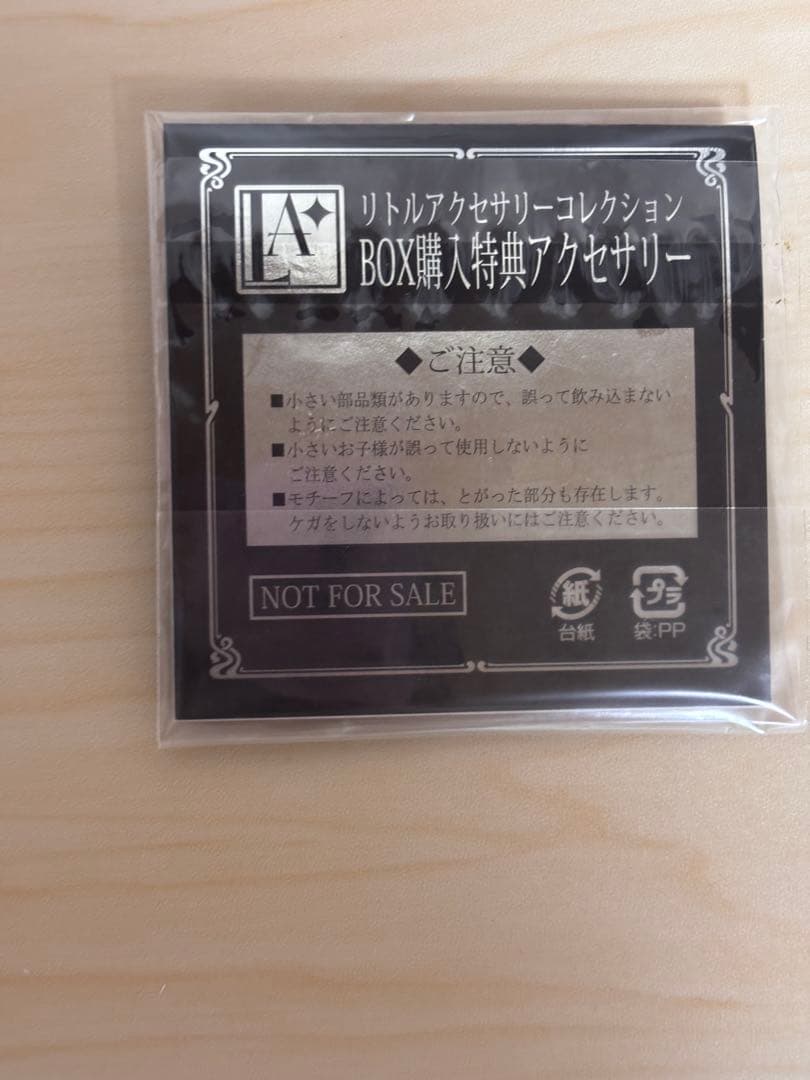 LA
リトルアクセサリーコレクション
BOX購入特典アクセサリー
◆ご注意◆
■小さい部品類がありますので、誤って飲み込まない
ようにご注意ください。
■小さいお子様が誤って使用しないように
ご注意ください。
■モチーフによっては、とがった部分も存在します。
ケガをしないようお取り扱いにはご注意ください。
NOT FOR SALE
紙
プラ
台紙
袋:PP